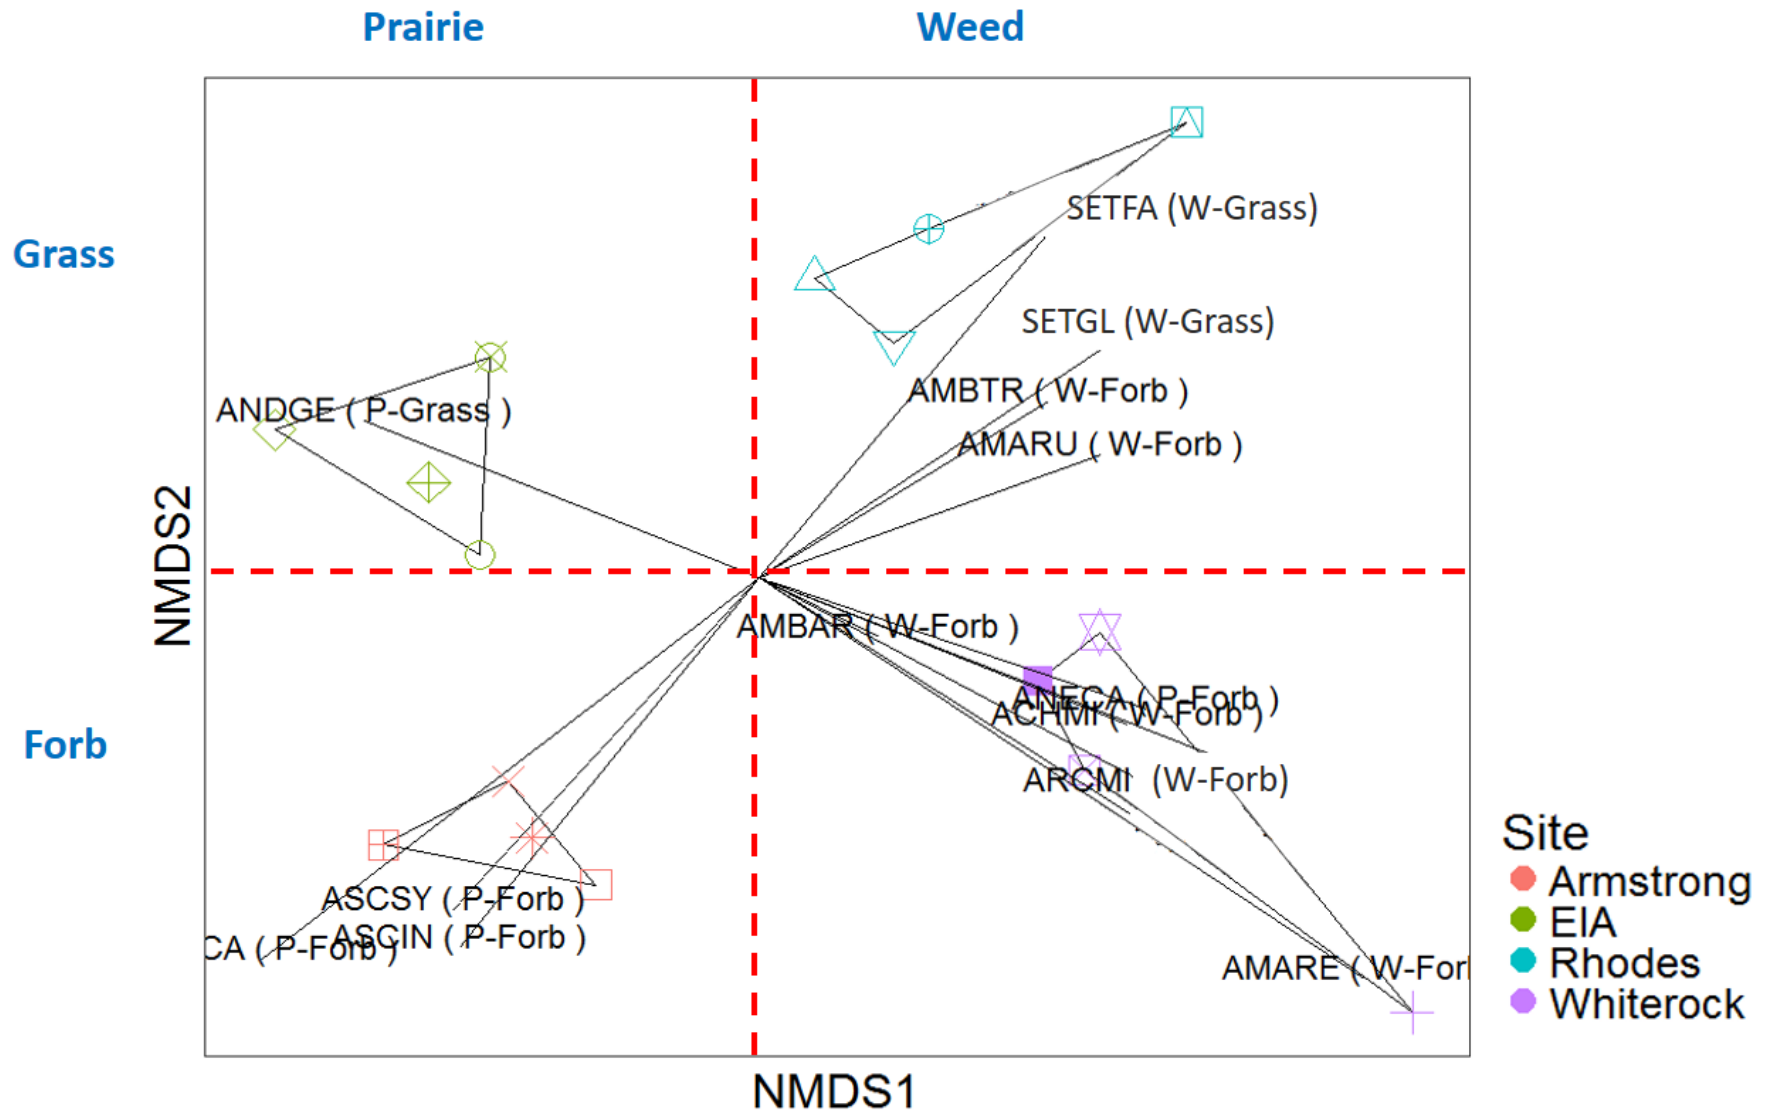 Prairie
Weed
Grass
Forb
NMDS2
NMDS1
SETFA (W-Grass)
SETGL (W-Grass)
AMBTR ( W-Forb )
AMARU ( W-Forb )
ANDGE ( P-Grass )
AMBAR ( W-Forb )
ANECA ( P-Forb )
ACHMI ( W-Forb )
ARCMI (W-Forb)
ASCSY ( P-Forb )
ASCIN ( P-Forb )
CA ( P-Forb )
AMARE ( W-Forl
Site
Armstrong
EIA
Rhodes
Whiterock